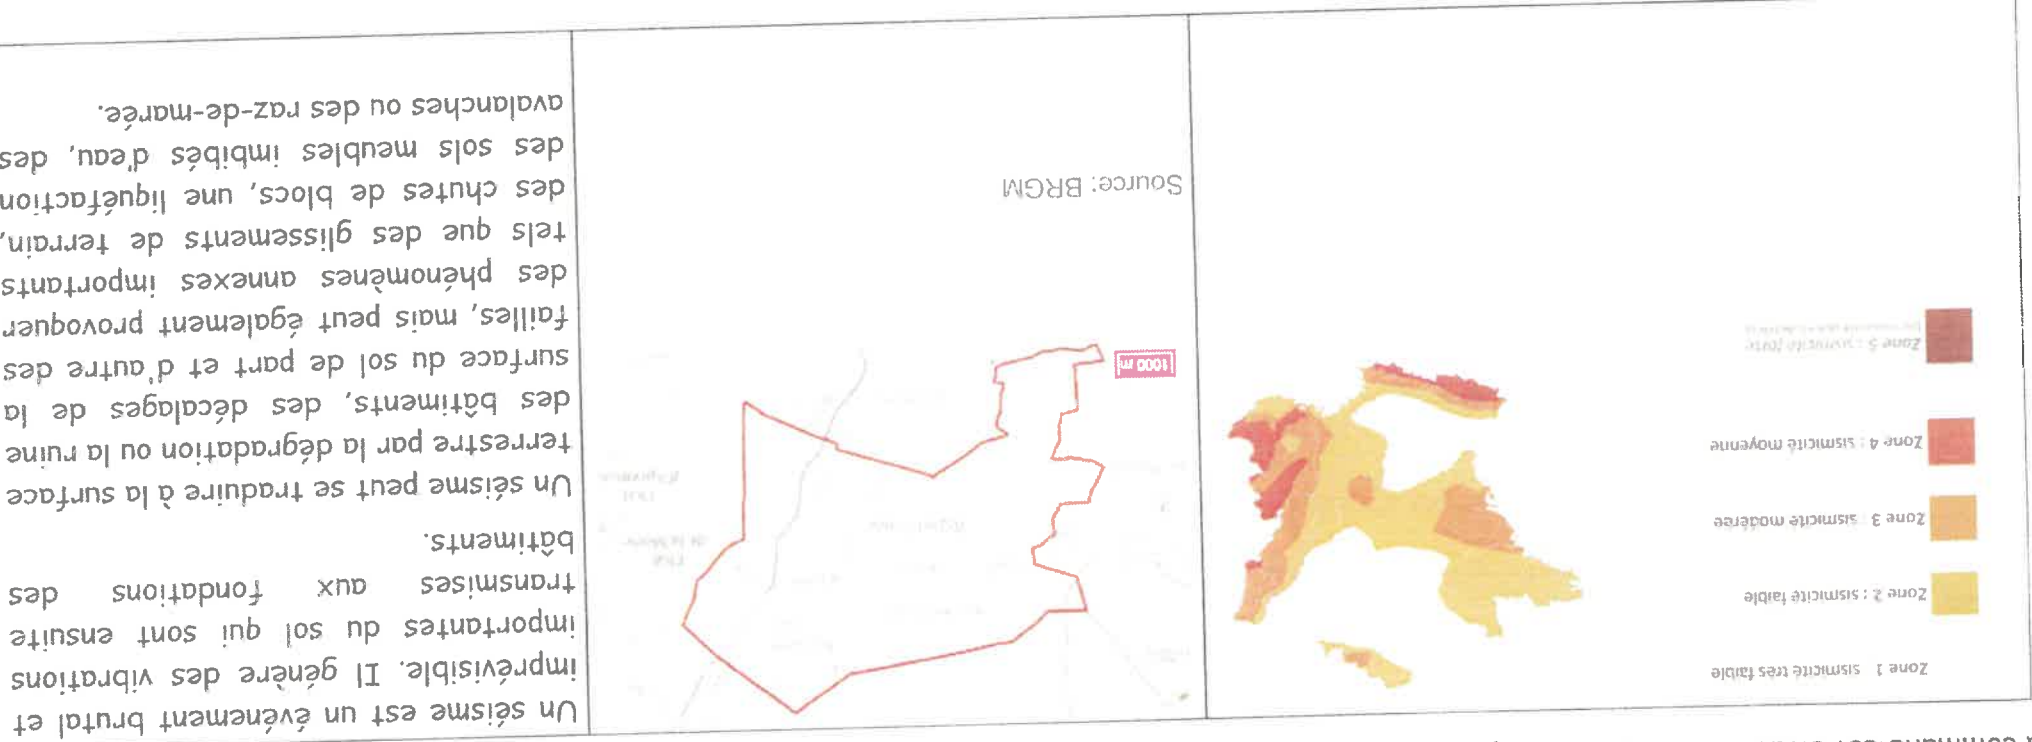 Un séisme est un événement brutal et
imprévisible. Il génère des vibrations
importantes du sol qui sont ensuite
transmises aux fondations des
bâtiments.
Un séisme peut se traduire à la surface
terrestre par la dégradation ou la ruine
des bâtiments, des décalages de la
surface du sol de part et d'autre des
failles, mais peut également provoquer
des phénomènes annexes importants
tels que des glissements de terrain,
des chutes de blocs, une liquéfaction
des sols meubles imbibés d'eau, des
avalanches ou des raz-de-marée.
1000 m
Source: BRGM
Zone 1 sismicité très faible
Zone 2 : sismicité faible
Zone 3 : sismicité modérée
Zone 4 : sismicité moyenne
Zone 5 : sismicité forte